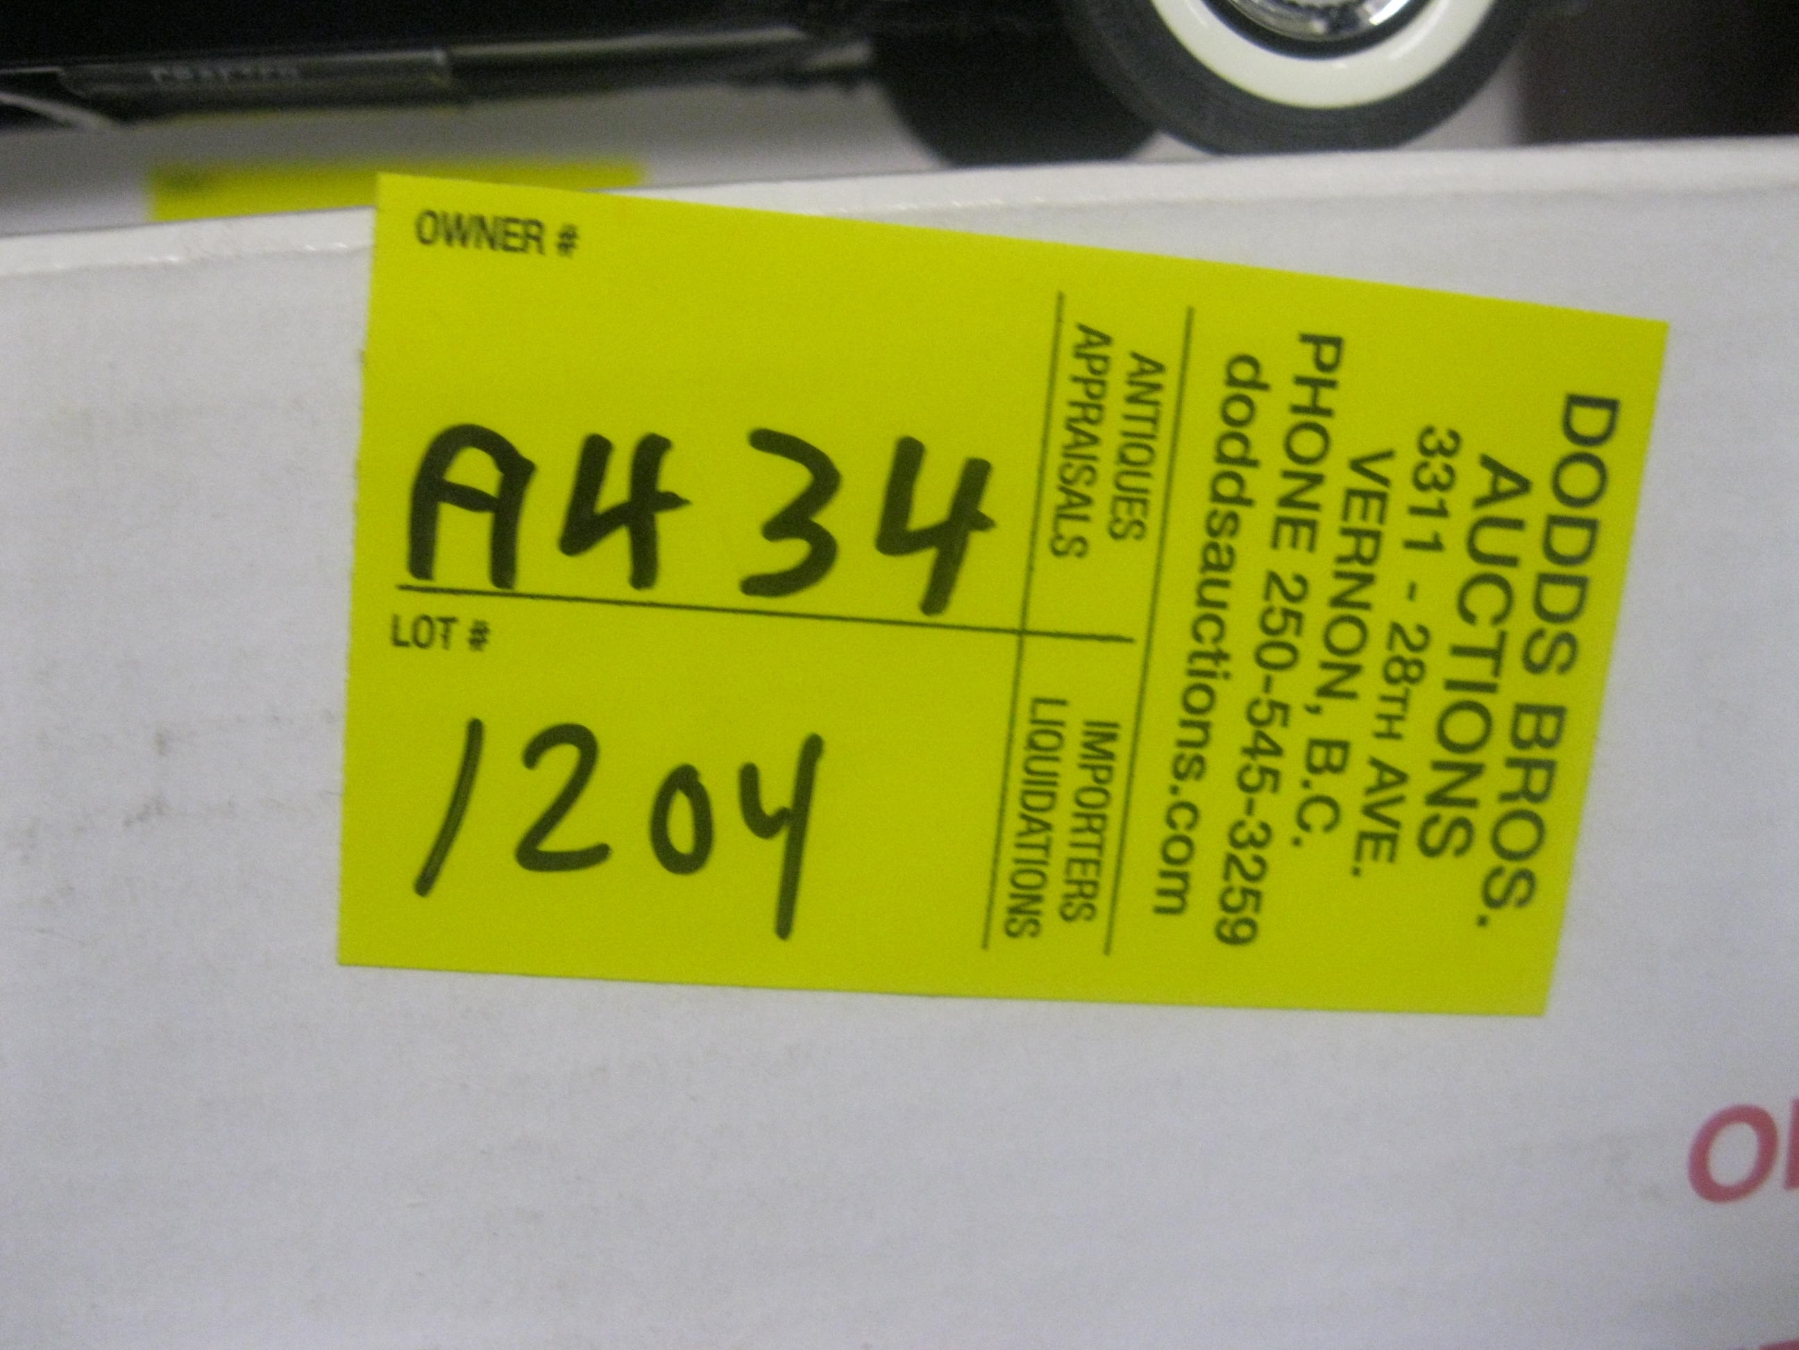 OWNER #
A434
LOT #
1204
DODDS BROS.
AUCTIONS
3311 - 28TH AVE.
VERNON, B.C.
PHONE 250-545-3259
doddsauctions.com
ANTIQUES
APPRAISALS
IMPORTERS
LIQUIDATIONS